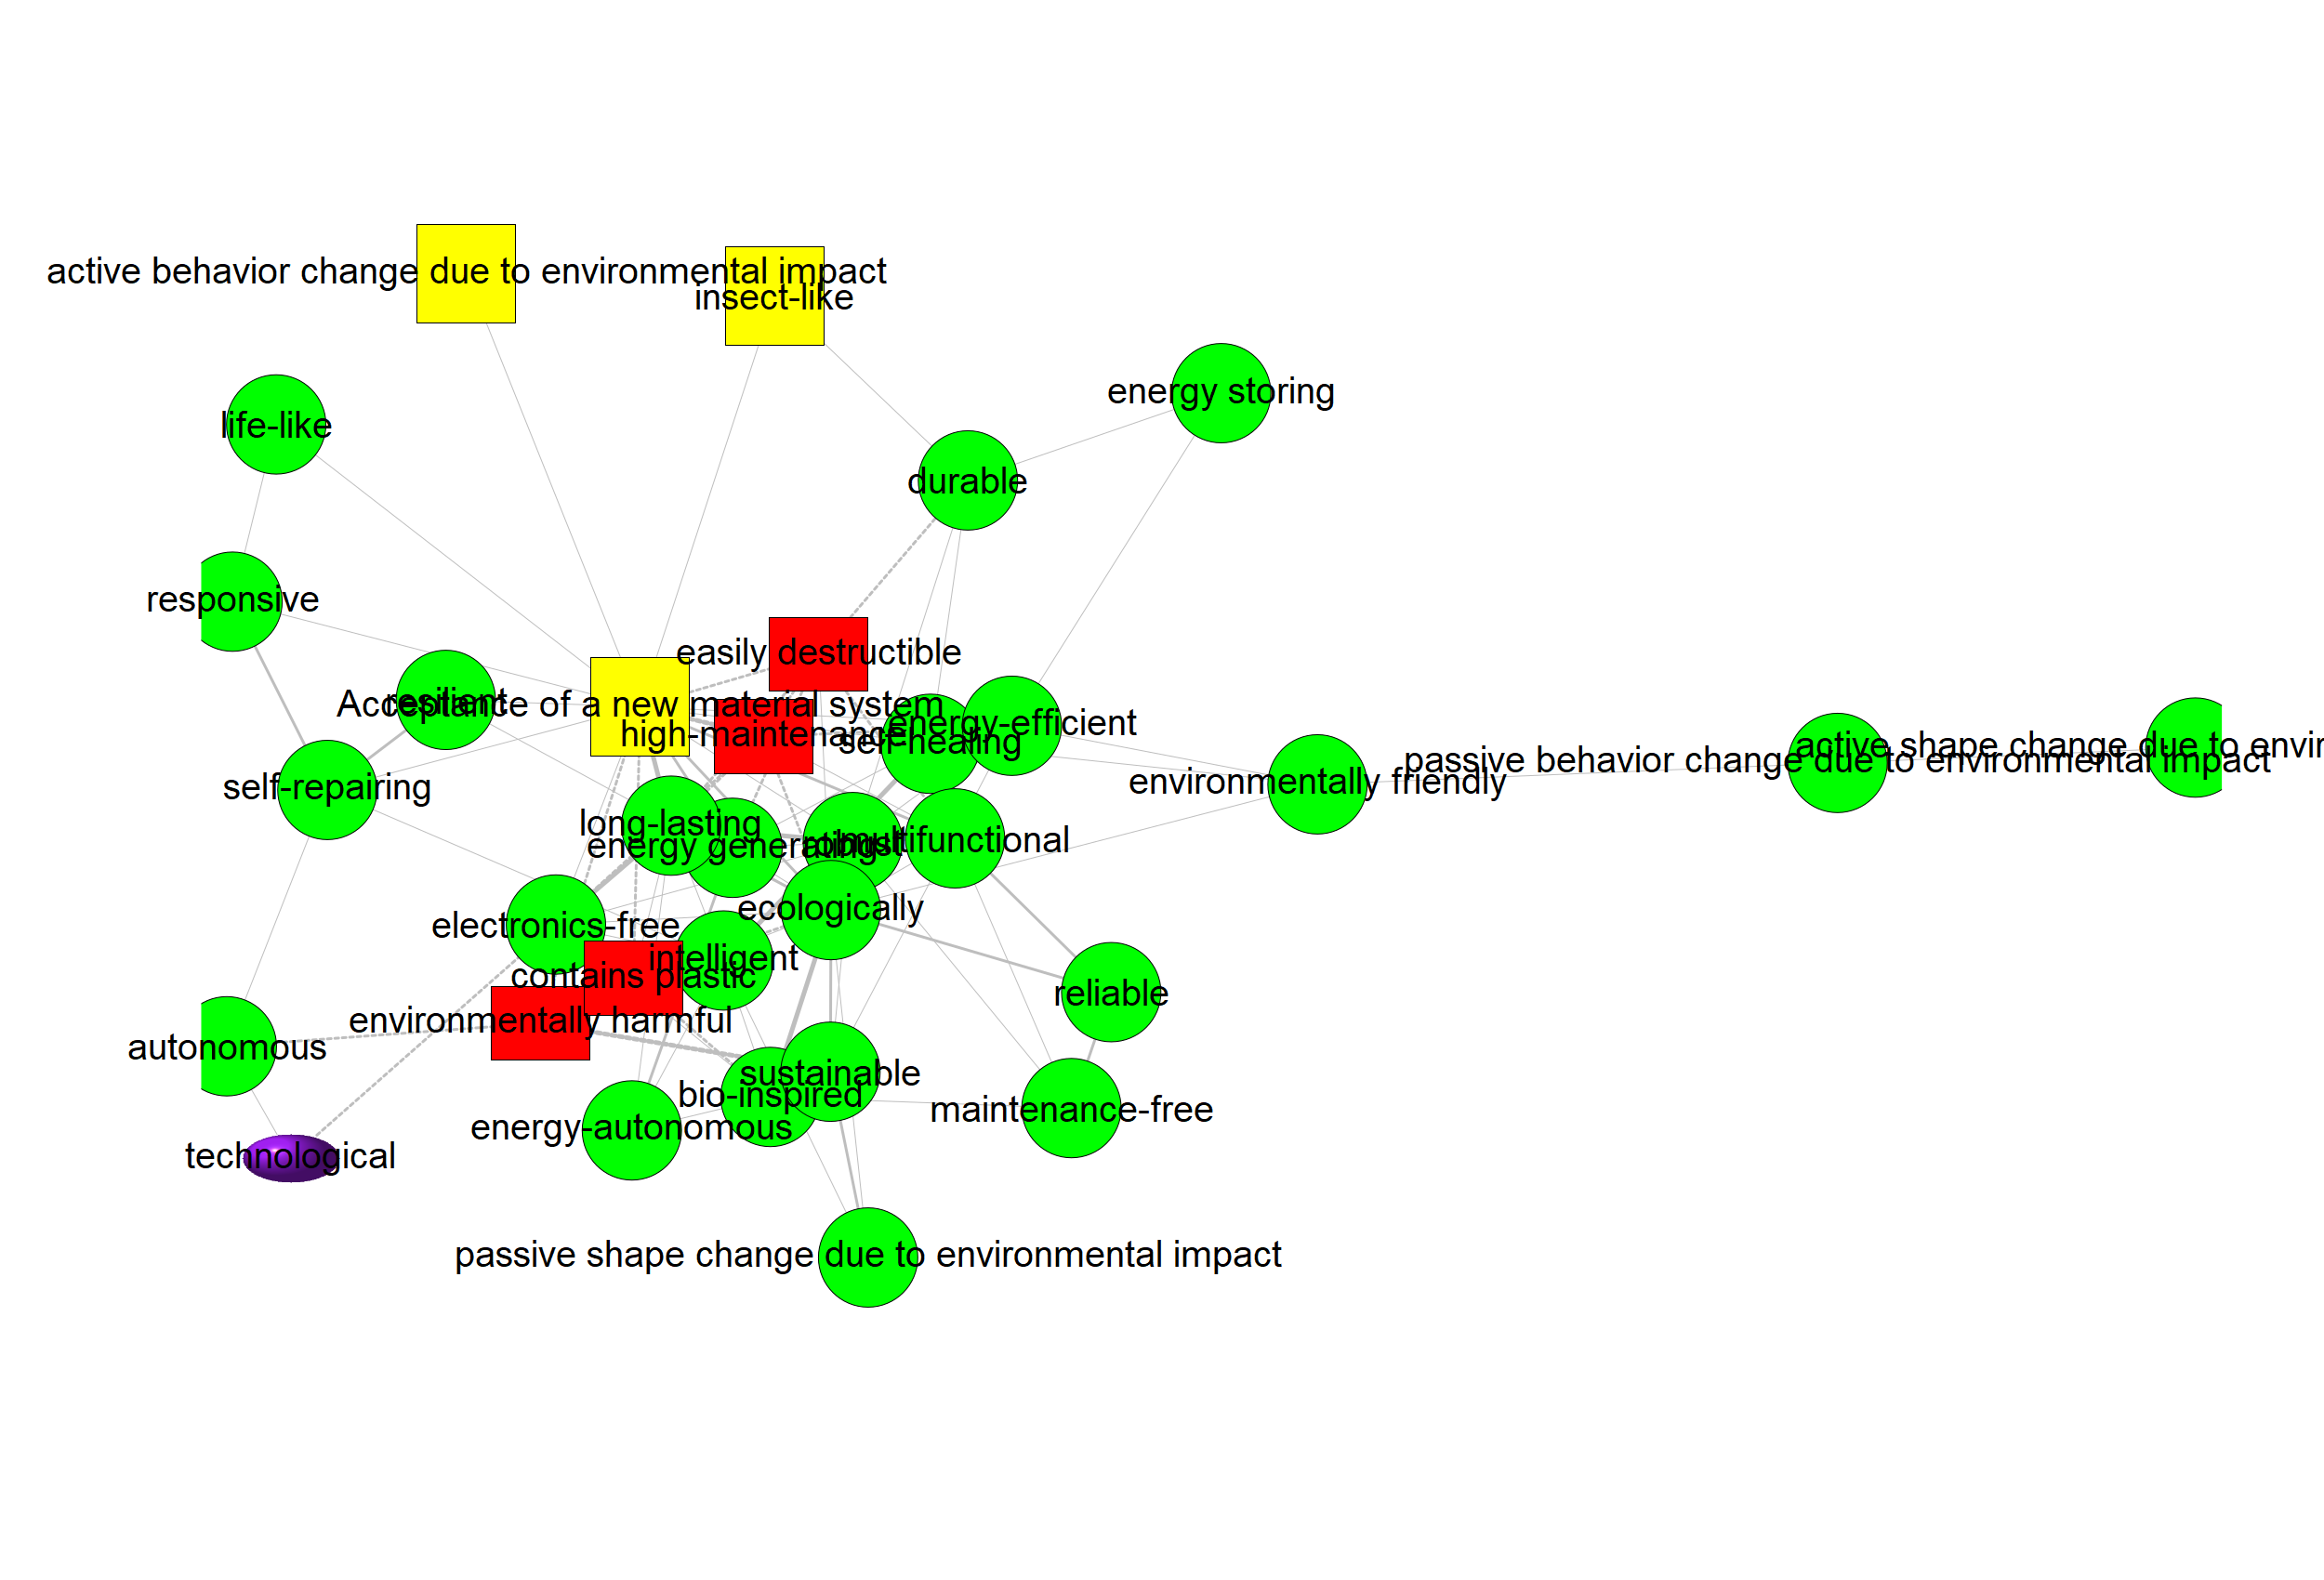 active behavior change due to environmental impact
insect-like
energy storing
life-like
durable
responsive
easily destructible
resilient
Acceptance of a new material system
high-maintenance
energy-efficient
self-healing
active shape change due to envir
passive behavior change due to environmental impact
environmentally friendly
self-repairing
long-lasting
energy generating
robust
multifunctional
ecologically
electronics-free
intelligent
contains plastic
reliable
environmentally harmful
autonomous
sustainable
bio-inspired
maintenance-free
energy-autonomous
technological
passive shape change due to environmental impact